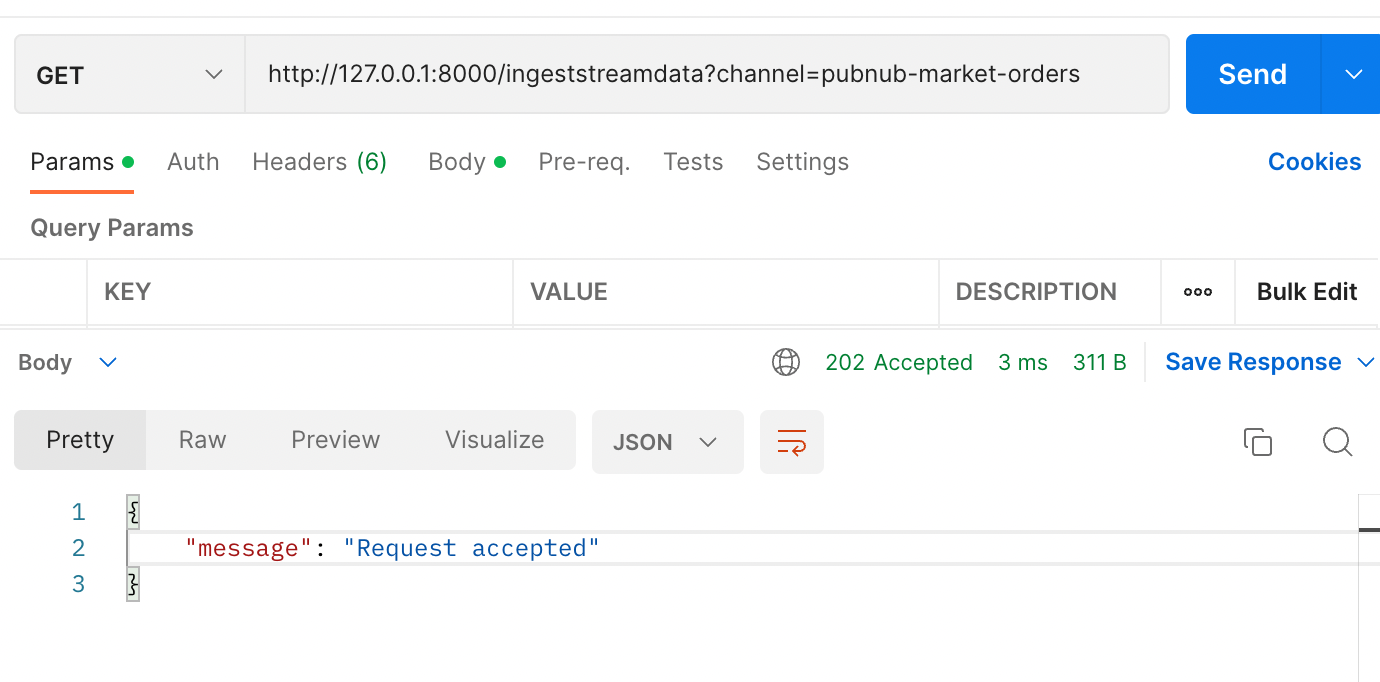 GET http://127.0.0.1:8000/ingeststreamdata?channel=pubnub-market-orders Send
Params Auth Headers (6) Body Pre-req. Tests Settings Cookies
Query Params
KEY VALUE DESCRIPTION ooo Bulk Edit
Body 202 Accepted 3 ms 311 B Save Response
Pretty Raw Preview Visualize JSON
1 {
2 "message": "Request accepted"
3 }